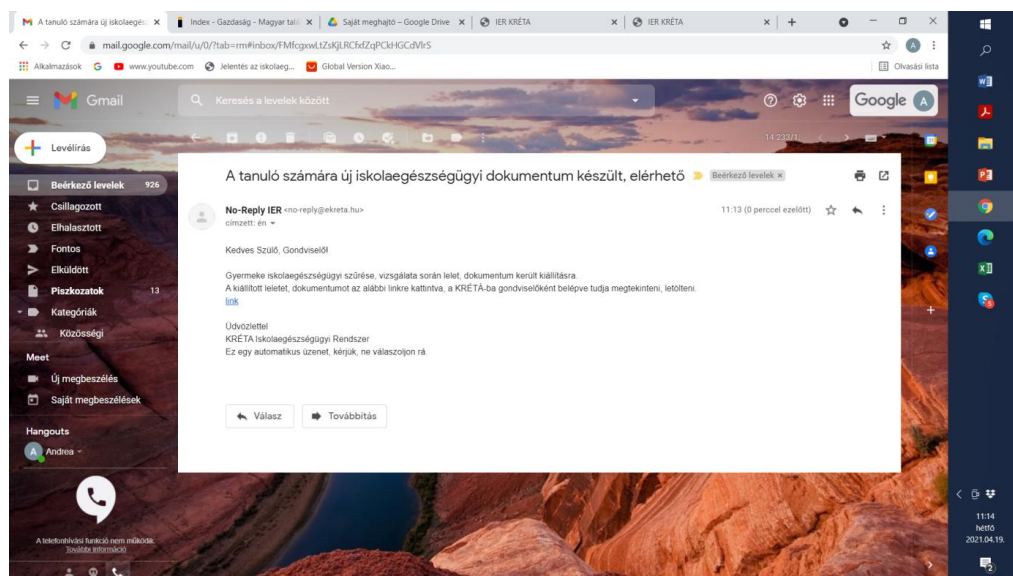 A tanuló számára új iskolaegész
Index - Gazdaság - Magyar tal
Saját meghajtó – Google Drive
IER KRÉTA
IER KRÉTA
mail.google.com/mail/u/0/?tab=rm#inbox/FMfcgxwLtZsKjLRCfxfZqPCkHGCdVlrS
Alkalmazások
www.youtube.com
Jelentés az iskolaeg...
Global Version Xiao...
Olvasási lista
Gmail
Keresés a levelek között
Google
A
14 233/1
Levélírás
Beérkező levelek 926
Csillagozott
Elhalasztott
Fontos
Elküldött
Piszkozatok 13
Kategóriák
Közösségi
Meet
Új megbeszélés
Saját megbeszélések
Hangouts
A Andrea
A telefonhívási funkció nem működik.
További információ
A tanuló számára új iskolaegészségügyi dokumentum készült, elérhető
Beérkező levelek ×
No-Reply IER <no-reply@ekreta.hu>
11:13 (0 perccel ezelőtt)
címzett: én
Kedves Szülő, Gondviselő!
Gyermeke iskolaegészségügyi szűrése, vizsgálata során lelet, dokumentum került kiállításra.
A kiállított leletet, dokumentumot az alábbi linkre kattintva, a KRÉTÁ-ba gondviselőként belépve tudja megtekinteni, letölteni.
link
Üdvözlettel
KRÉTA Iskolaegészségügyi Rendszer
Ez egy automatikus üzenet, kérjük, ne válaszoljon rá.
Válasz
Továbbítás
11:14
hétfő
2021.04.19.
2